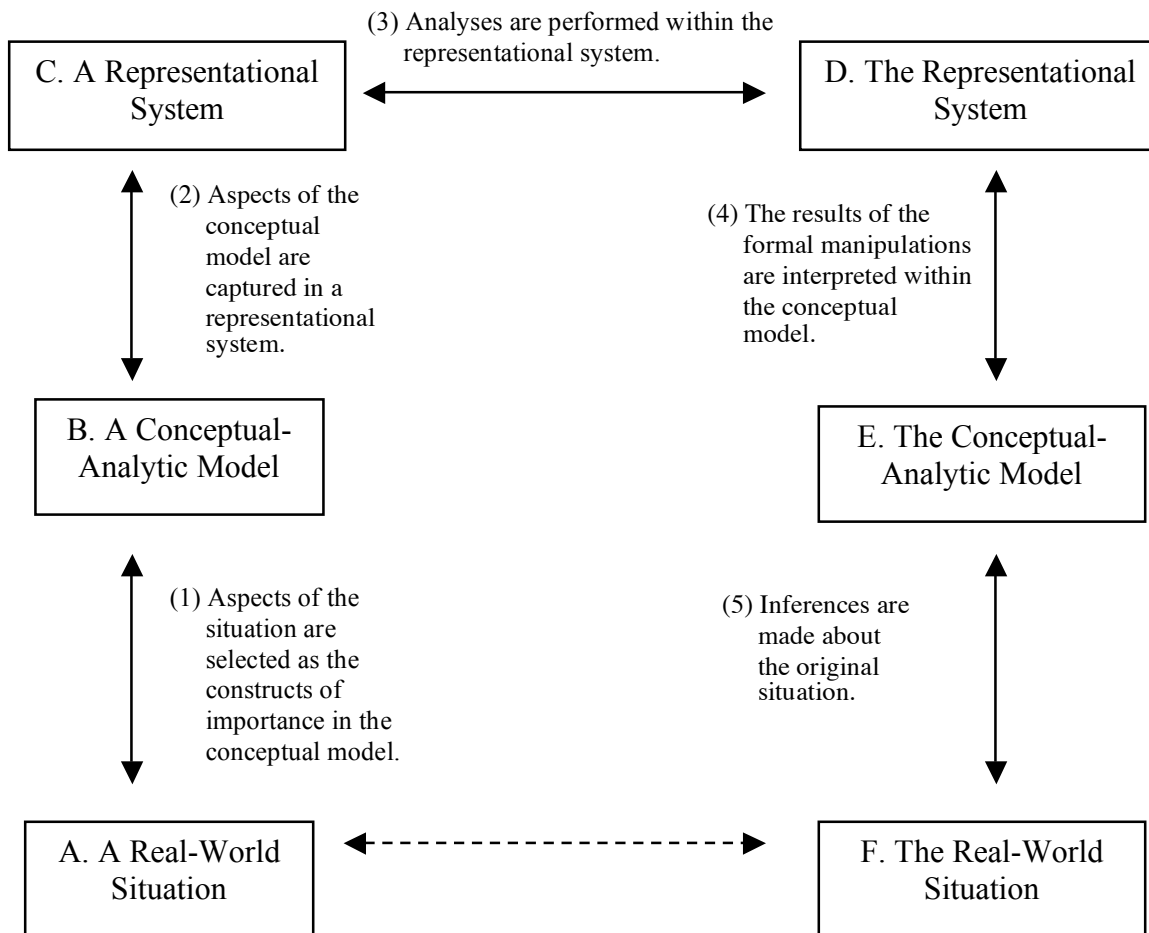 (3) Analyses are performed within the
representational system.
C. A Representational
System
D. The Representational
System
(2) Aspects of the
conceptual
model are
captured in a
representational
system.
(4) The results of the
formal manipulations
are interpreted within
the conceptual
model.
B. A Conceptual-
Analytic Model
E. The Conceptual-
Analytic Model
(1) Aspects of the
situation are
selected as the
constructs of
importance in the
conceptual model.
(5) Inferences are
made about
the original
situation.
A. A Real-World
Situation
F. The Real-World
Situation